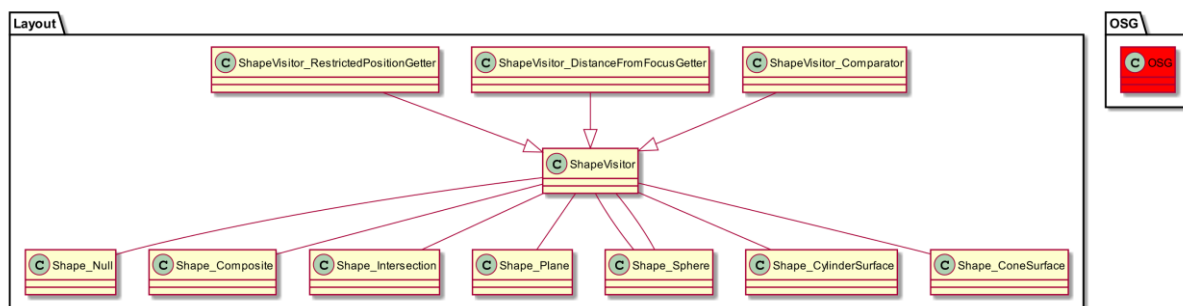 Layout
OSG
C OSG
C ShapeVisitor_RestrictedPositionGetter
C ShapeVisitor_DistanceFromFocusGetter
C ShapeVisitor_Comparator
C ShapeVisitor
C Shape_Null
C Shape_Composite
C Shape_Intersection
C Shape_Plane
C Shape_Sphere
C Shape_CylinderSurface
C Shape_ConeSurface